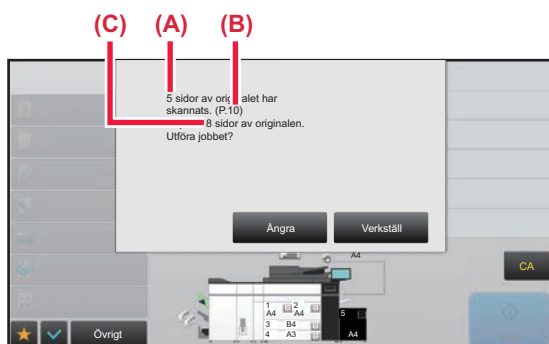 (C) (A) (B)
5 sidor av originalet har
skannats. (P.10)
8 sidor av originalen.
Utföra jobbet?
Ångra Verkställ
A4
CA
1 2
A4 A4
3 B4
4 A3
5
A4
Övrigt